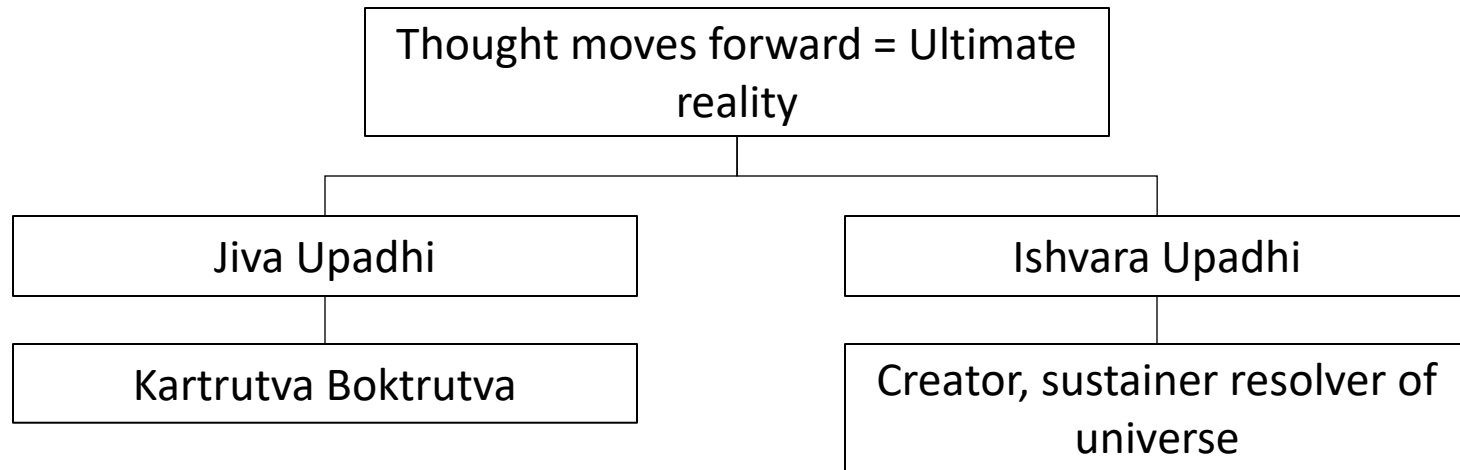 Thought moves forward = Ultimate
reality
Jiva Upadhi
Ishvara Upadhi
Kartrutva Boktrutva
Creator, sustainer resolver of
universe